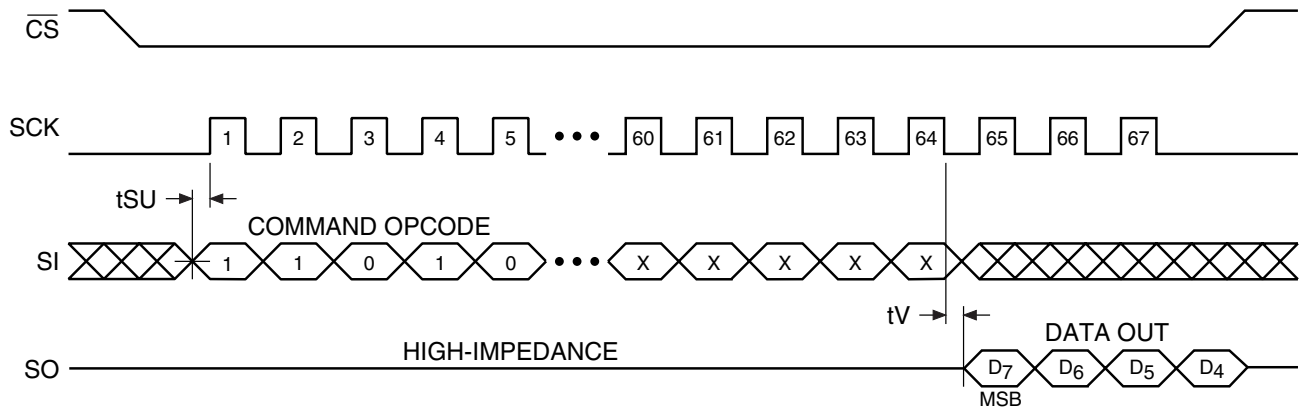 CS
SCK 1 2 3 4 5 ••• 60 61 62 63 64 65 66 67
tSU
COMMAND OPCODE
SI 1 1 0 1 0 ••• X X X X X
tV
HIGH-IMPEDANCE
DATA OUT
SO D7 D6 D5 D4
MSB